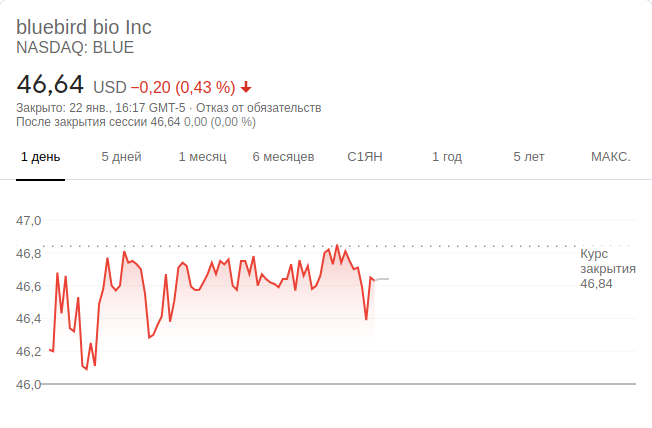 bluebird bio Inc
NASDAQ: BLUE
46,64 USD −0,20 (0,43 %)
Закрыто: 22 янв., 16:17 GMT-5 · Отказ от обязательств
После закрытия сессии 46,64 0,00 (0,00 %)
1 день 5 дней 1 месяц 6 месяцев С1ЯН 1 год 5 лет МАКС.
47,0
46,8
46,6
46,4
46,2
46,0
Курс
закрытия
46,84